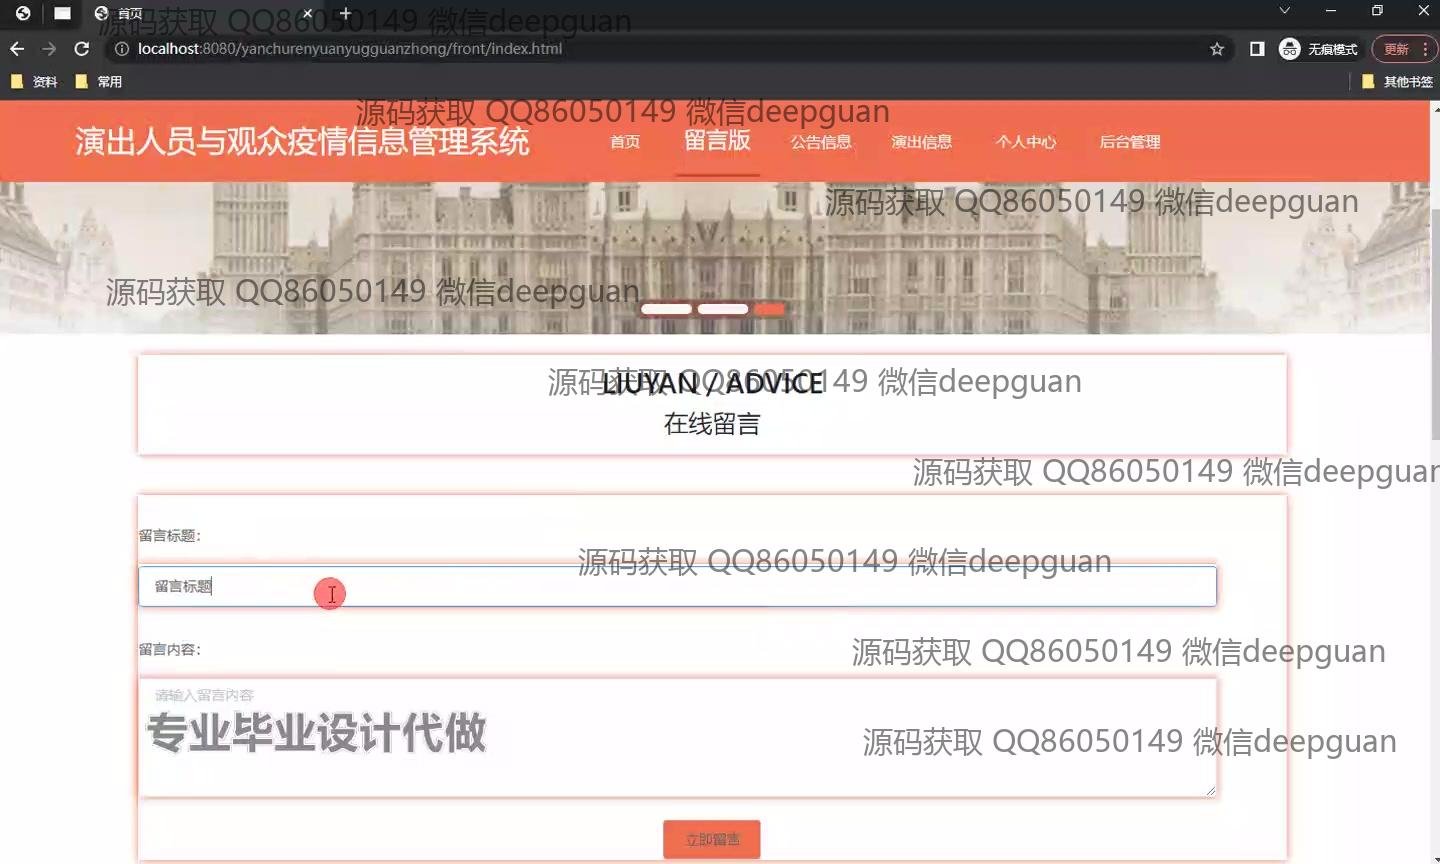 首页
源码获取 QQ86050149 微信deepguan
localhost:8080/yanchurenyuanyugguanzhong/front/index.html
无痕模式
更新
资料
常用
其他书签
源码获取 QQ86050149 微信deepguan
演出人员与观众疫情信息管理系统
首页
留言版
公告信息
演出信息
个人中心
后台管理
源码获取 QQ86050149 微信deepguan
源码获取 QQ86050149 微信deepguan
LIUYAN / ADVICE
源码获取 QQ86050149 微信deepguan
在线留言
源码获取 QQ86050149 微信deepguan
留言标题：
源码获取 QQ86050149 微信deepguan
留言标题
留言内容：
源码获取 QQ86050149 微信deepguan
请输入留言内容
专业毕业设计代做
源码获取 QQ86050149 微信deepguan
立即留言